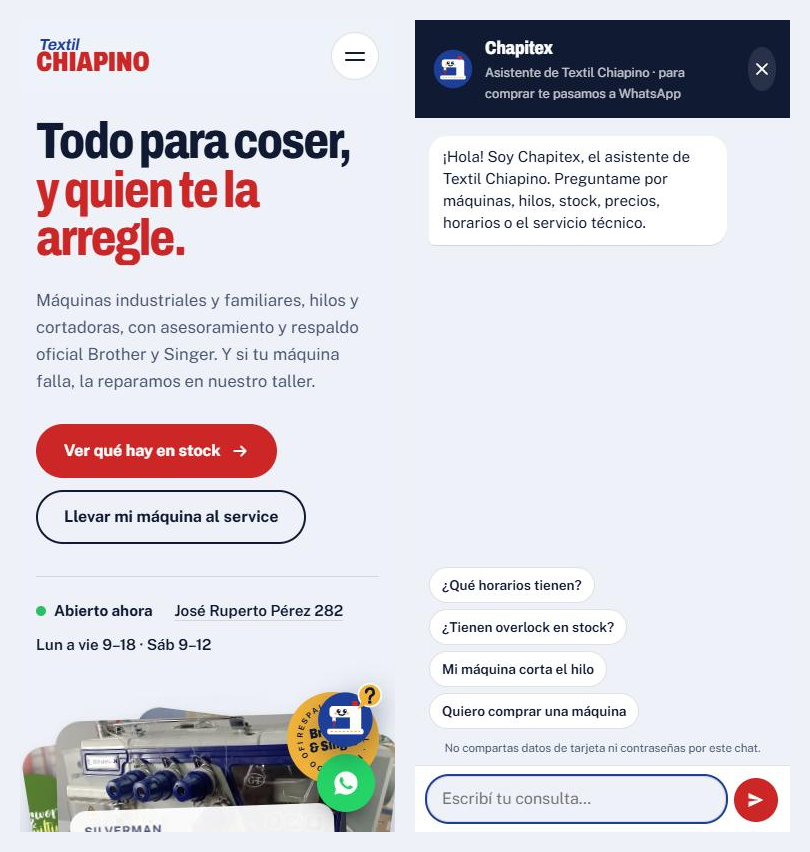 Textil
CHIAPINO
Todo para coser,
y quien te la
arregle.
Máquinas industriales y familiares, hilos y
cortadoras, con asesoramiento y respaldo
oficial Brother y Singer. Y si tu máquina
falla, la reparamos en nuestro taller.
Ver qué hay en stock →
Llevar mi máquina al service
Abierto ahora
José Ruperto Pérez 282
Lun a vie 9–18 · Sáb 9–12
?
SILVERMAN
Chapitex
Asistente de Textil Chiapino · para
comprar te pasamos a WhatsApp
¡Hola! Soy Chapitex, el asistente de
Textil Chiapino. Preguntame por
máquinas, hilos, stock, precios,
horarios o el servicio técnico.
¿Qué horarios tienen?
¿Tienen overlock en stock?
Mi máquina corta el hilo
Quiero comprar una máquina
No compartas datos de tarjeta ni contraseñas por este chat.
Escribí tu consulta...